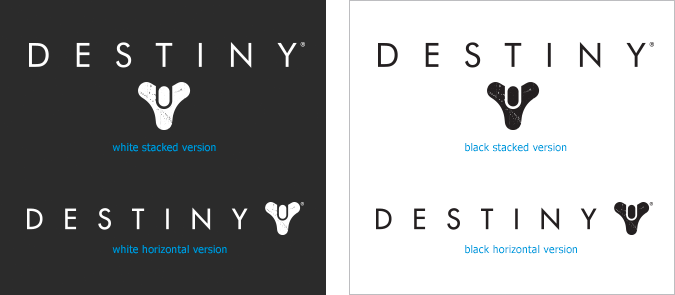 DESTINY®
white stacked version
DESTINY®
white horizontal version
DESTINY®
black stacked version
DESTINY®
black horizontal version